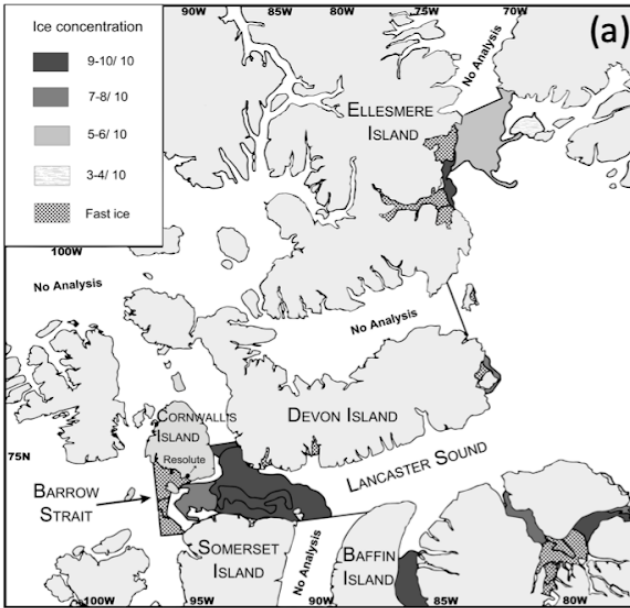 90W
85W
80W
75W
70W
(a)
Ice concentration
9-10/ 10
7-8/ 10
5-6/ 10
3-4/ 10
Fast ice
No Analysis
ELLESMERE
ISLAND
100W
No Analysis
No Analysis
CORNWALL'S
ISLAND
Resolute
DEVON ISLAND
75N
LANCASTER SOUND
BARROW
STRAIT
SOMERSET
ISLAND
No Analysis
BAFFIN
ISLAND
100W
95W
90W
85W
80W